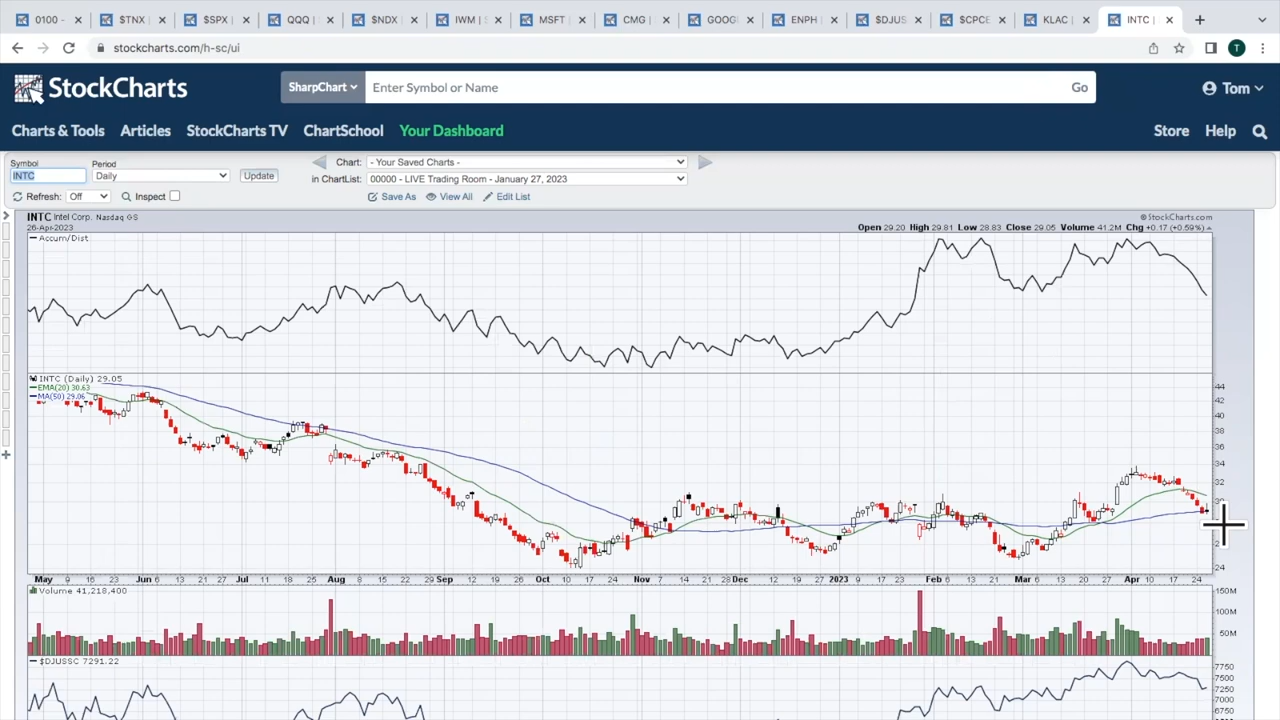 0100 - × $TNX | × $SPX | × QQQ | × $NDX × IWM | S × MSFT × CMG | × GOOG × ENPH × $DJUS × $CPCE × KLAC × INTC | × +
stockcharts.com/h-sc/ui T
StockCharts SharpChart Enter Symbol or Name Go Tom
Charts & Tools Articles StockCharts TV ChartSchool Your Dashboard Store Help
Symbol Period Chart: - Your Saved Charts -
INTC Daily Update in ChartList: 00000 - LIVE Trading Room - January 27, 2023
Refresh: Off Inspect Save As View All Edit List
INTC Intel Corp. Nasdaq GS © StockCharts.com
26-Apr-2023 Open 29.20 High 29.81 Low 28.83 Close 29.05 Volume 41.2M Chg +0.17 (+0.59%)
Accum/Dist
INTC (Daily) 29.05
EMA(20) 30.63
MA(50) 29.06
44
42
40
38
36
34
32
24
May 9 16 23 Jun 6 13 21 27 Jul 11 18 25 Aug 8 15 22 29 Sep 12 19 26 Oct 10 17 24 Nov 7 14 21 28 Dec 12 19 27 2023 9 17 23 Feb 6 13 21 Mar 6 13 20 27 Apr 10 17 24
Volume 41,218,400
150M
100M
50M
$DJUSSC 7291.22
7750
7500
7250
7000
6750